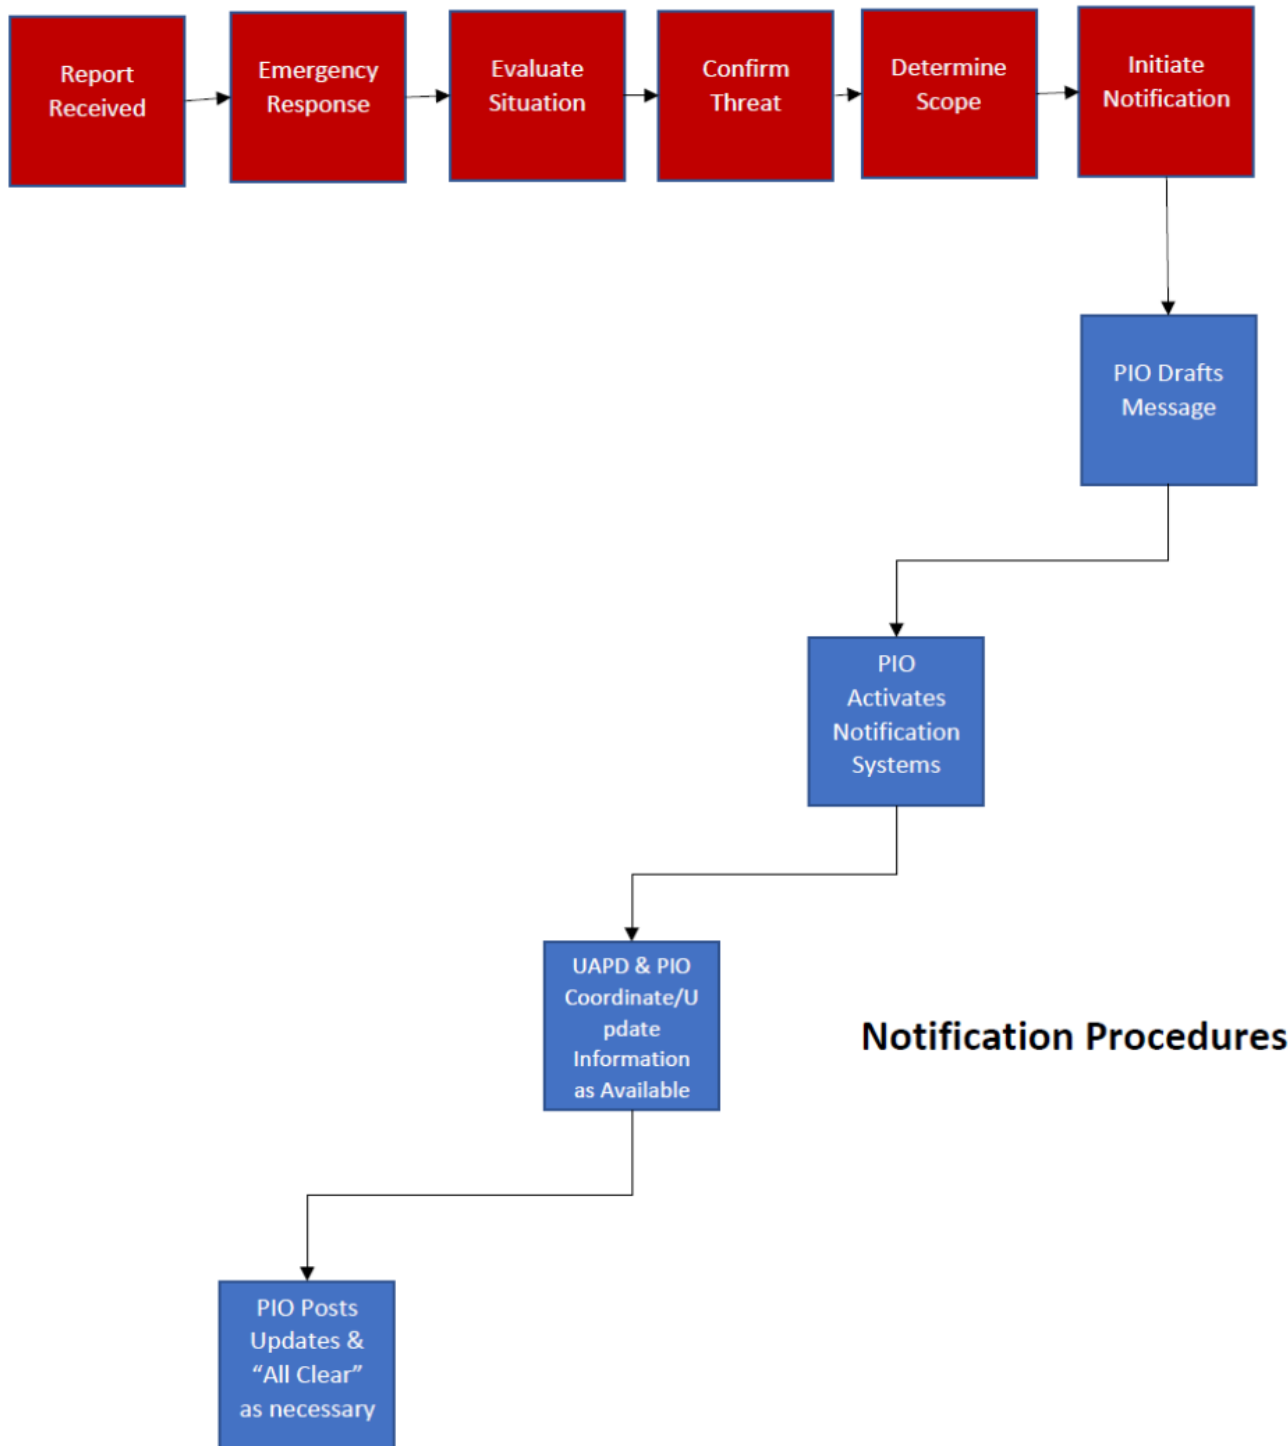 Report
Received
Emergency
Response
Evaluate
Situation
Confirm
Threat
Determine
Scope
Initiate
Notification
PIO Drafts
Message
PIO
Activates
Notification
Systems
UAPD & PIO
Coordinate/U
pdate
Information
as Available
Notification Procedures
PIO Posts
Updates &
“All Clear”
as necessary